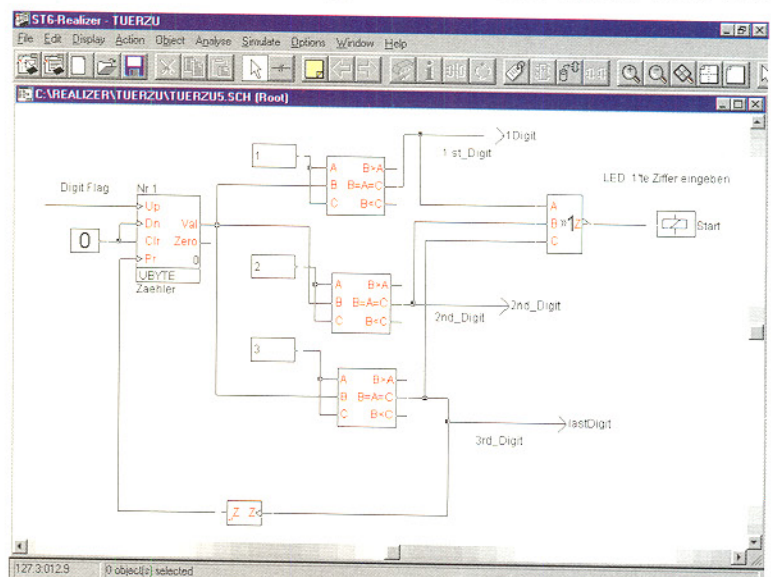 ST6-Realizer - TUERZU
File Edit Display Action Object Analyse Simulate Options Window Help
C:\REALIZER\TUERZU\TUERZU5.SCH (Root)
1Digit
1 st_Digit
1
A B>A
B B=A=C
C B<C
LED 1'te Ziffer eingeben
Digit Flag
Nr 1
Up
Dn Val
Clr Zero
Pr 0
UBYTE
Zaehler
0
A
B 1 Z
C
Start
2
A B>A
B B=A=C
C B<C
2nd_Digit
2nd_Digit
3
A B>A
B B=A=C
C B<C
lastDigit
3rd_Digit
Z Z
127.3:012.9 0 object(s) selected